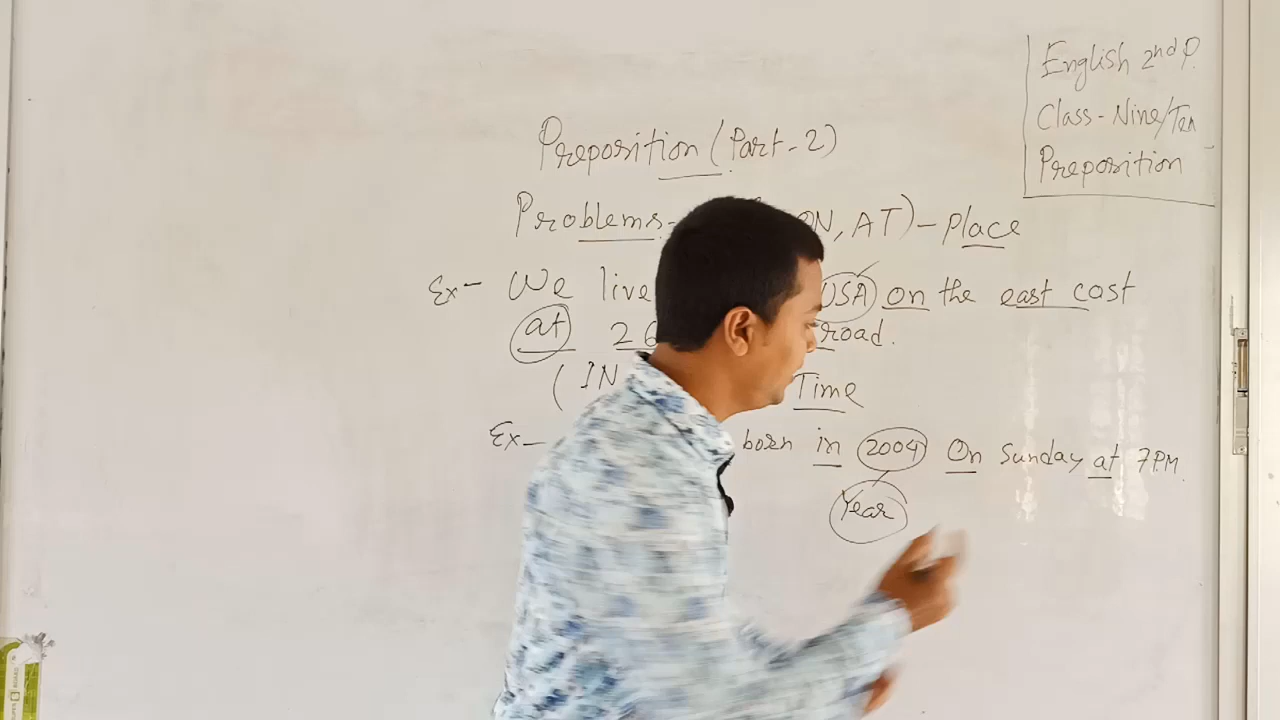 English 2nd P.
Class - Nine/Ten
Preposition
Preposition (Part-2)
Problems - ON, AT) - Place
Ex - We live USA on the east cost
at 26 road.
(IN Time
Ex - born in 2004 On Sunday at 7PM.
Year